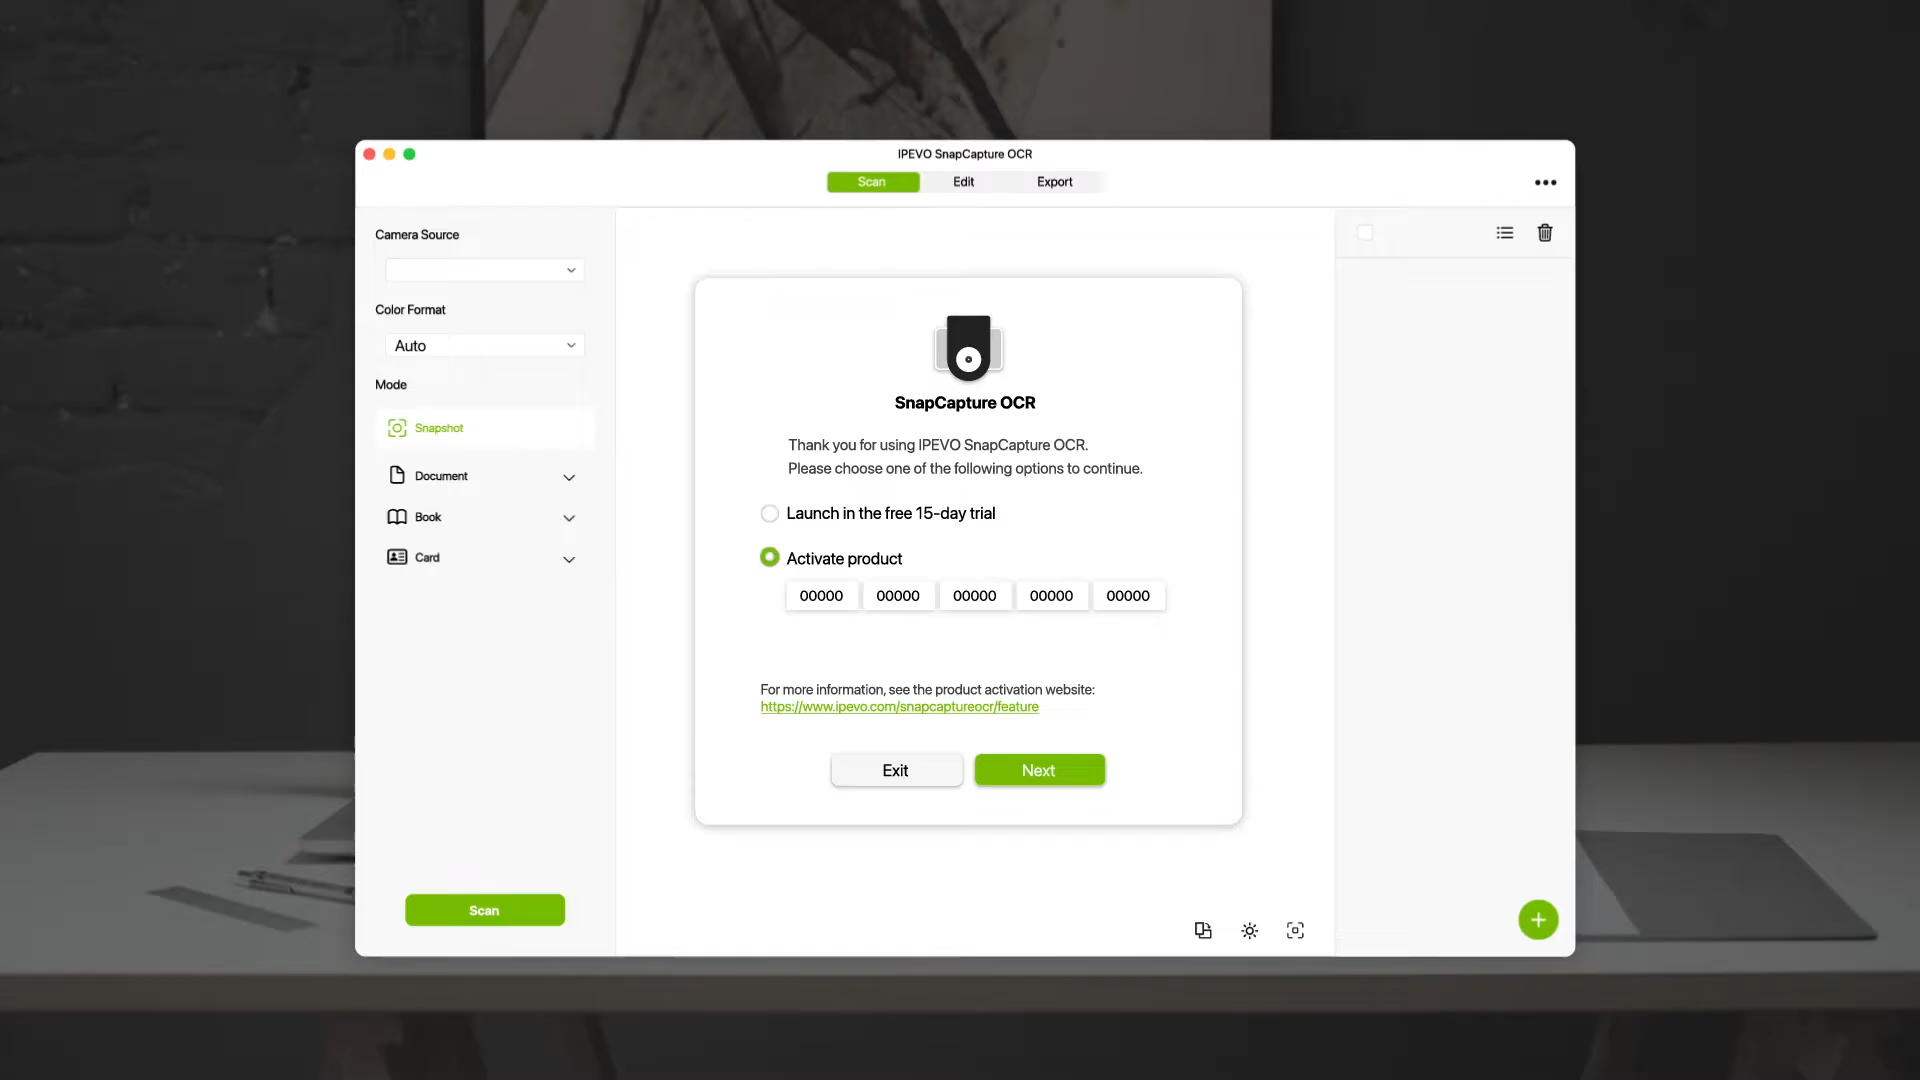 IPEVO SnapCapture OCR
Scan
Edit
Export
Camera Source
Color Format
Auto
Mode
Snapshot
Document
Book
Card
Scan
SnapCapture OCR
Thank you for using IPEVO SnapCapture OCR.
Please choose one of the following options to continue.
Launch in the free 15-day trial
Activate product
00000 00000 00000 00000 00000
For more information, see the product activation website:
https://www.ipevo.com/snapcaptureocr/feature
Exit
Next